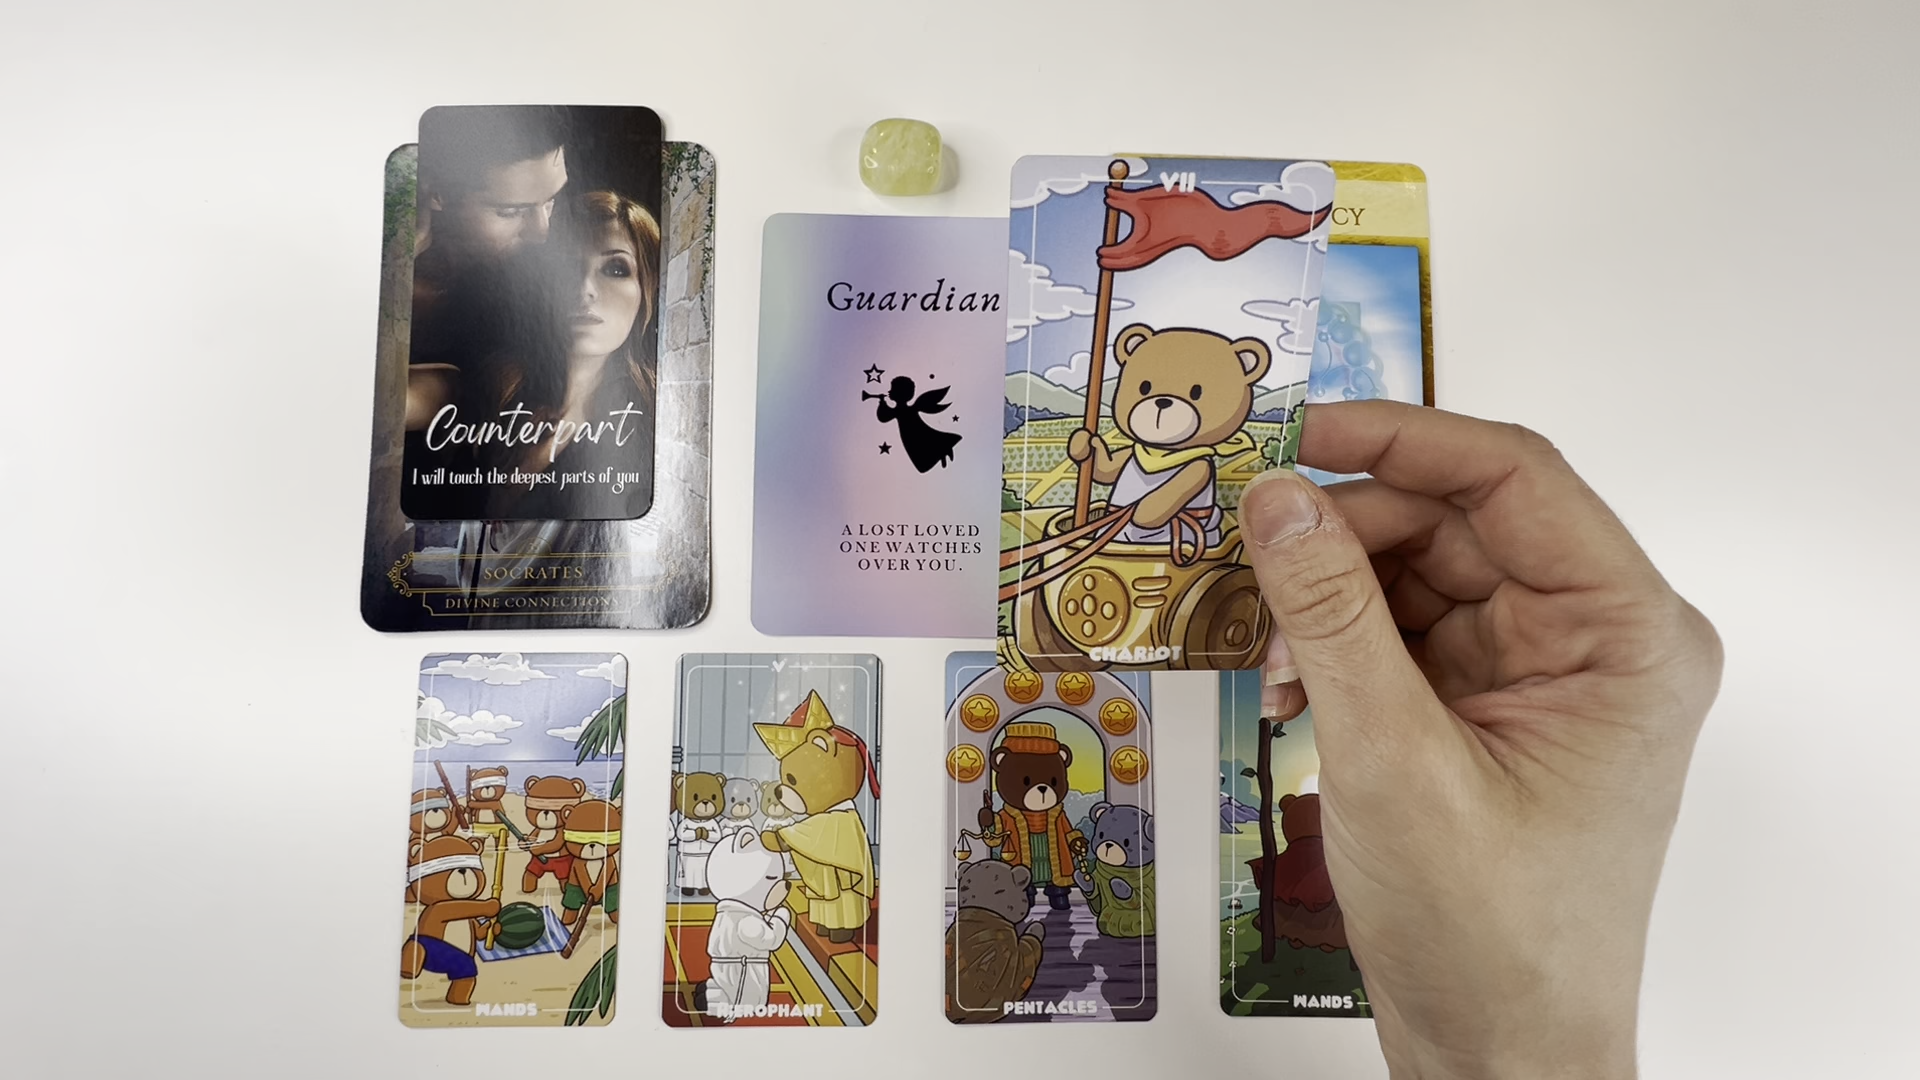 Counterpart
I will touch the deepest parts of you
SOCRATES
DIVINE CONNECTIONS
Guardian
A LOST LOVED
ONE WATCHES
OVER YOU.
VII
CHARIOT
CY
WANDS
V
HIEROPHANT
PENTACLES
WANDS